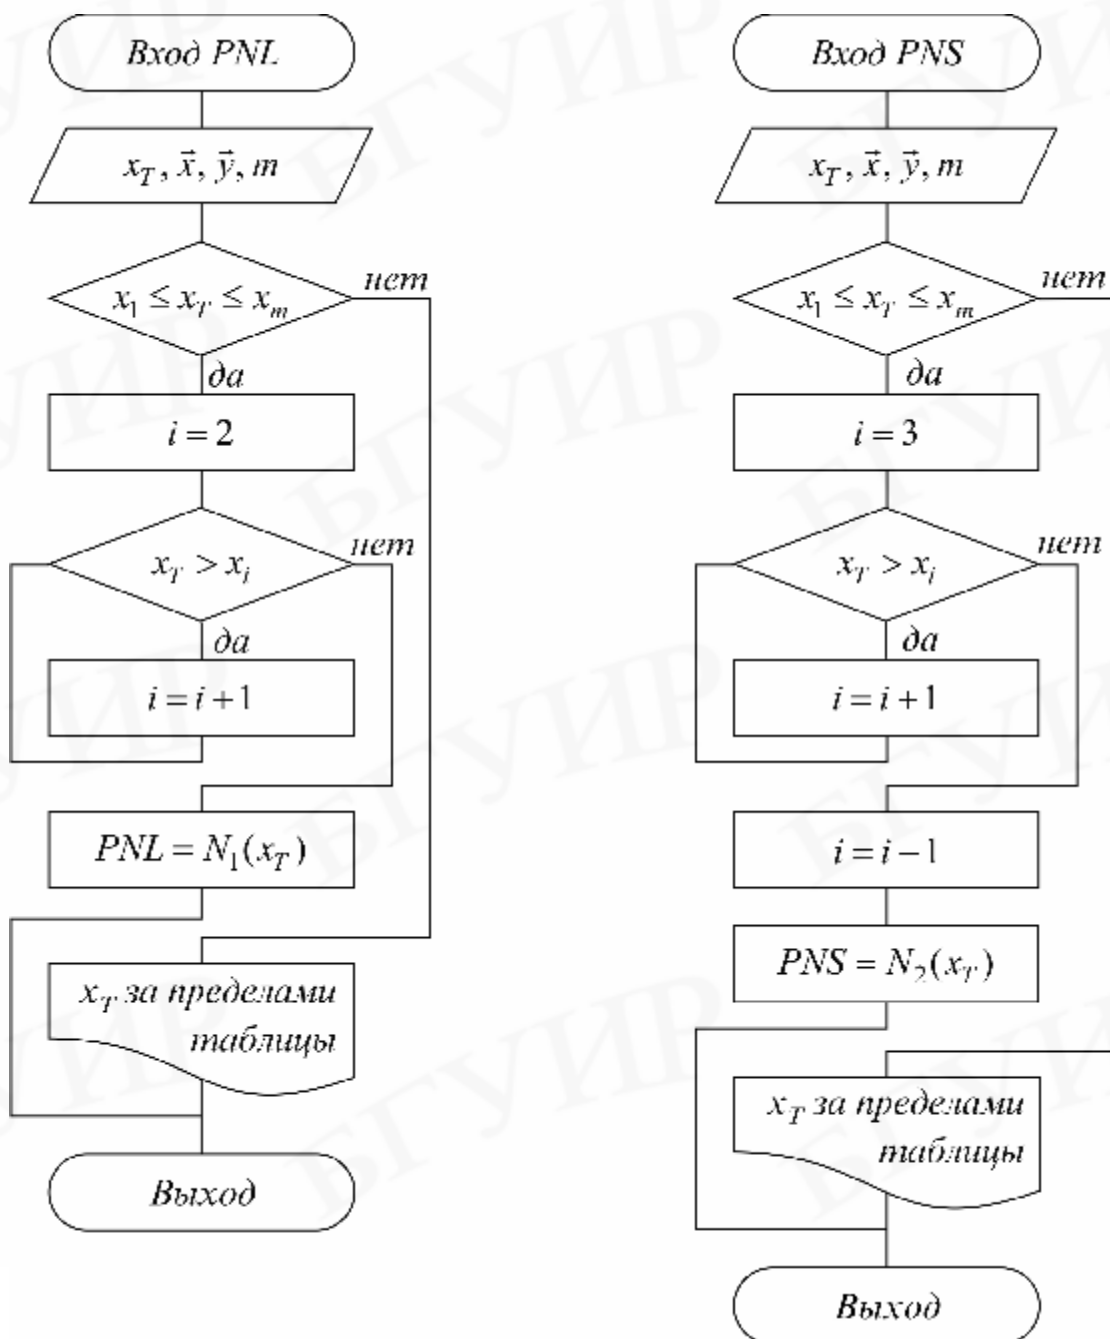 Вход PNL
x_T, x⃗, y⃗, m
x_1 ≤ x_T ≤ x_m
нет
да
i = 2
x_T > x_i
нет
да
i = i + 1
PNL = N_1(x_T)
x_T за пределами
таблицы
Выход
Вход PNS
x_T, x⃗, y⃗, m
x_1 ≤ x_T ≤ x_m
нет
да
i = 3
x_T > x_i
нет
да
i = i + 1
i = i − 1
PNS = N_2(x_T)
x_T за пределами
таблицы
Выход
БГУИР